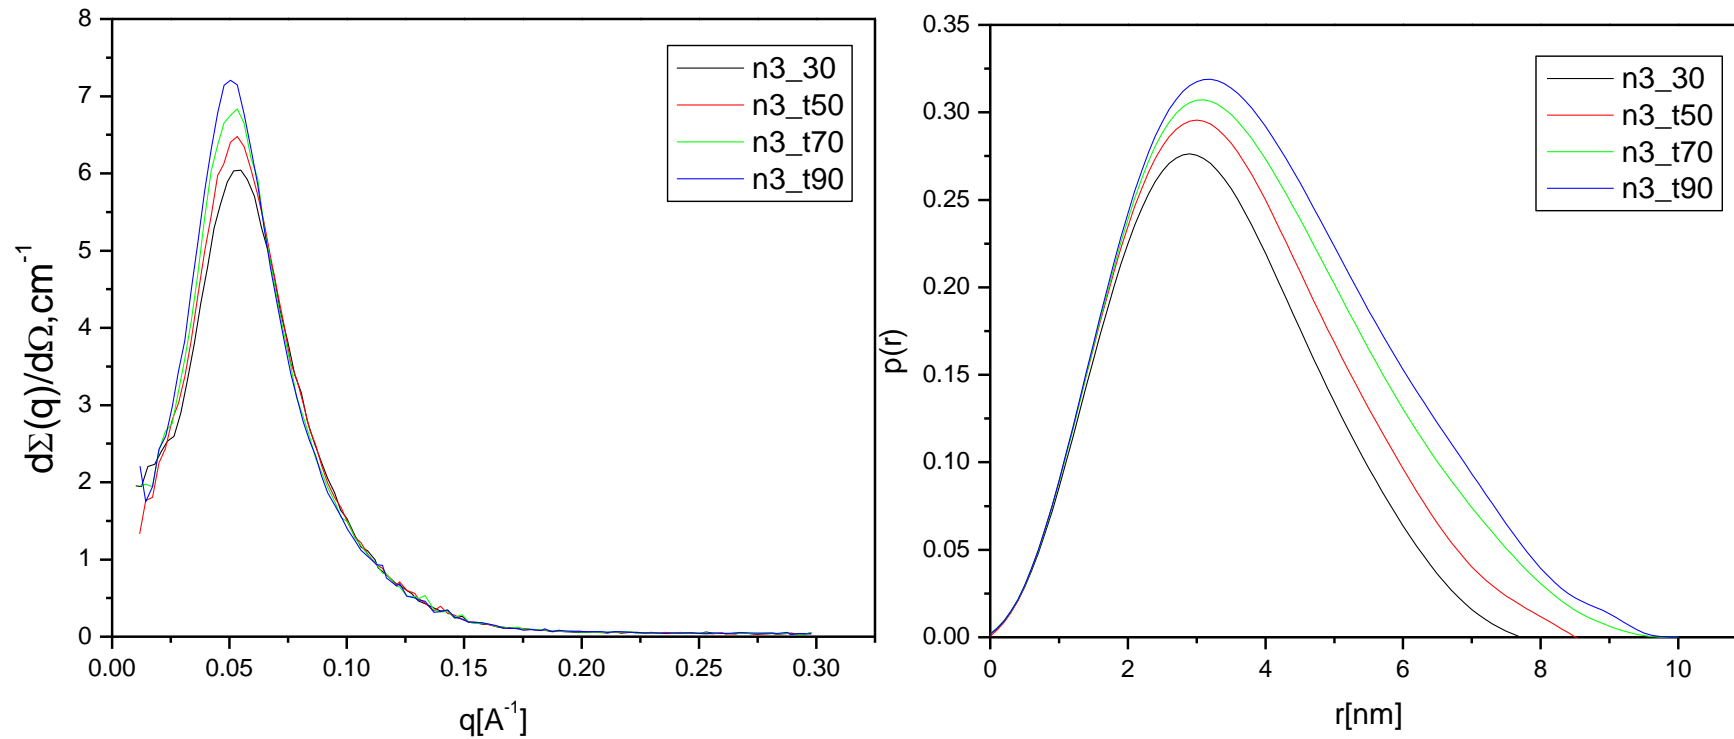 8
7
6
5
4
3
2
1
0
dΣ(q)/dΩ,cm⁻¹
n3_30
n3_t50
n3_t70
n3_t90
0.00 0.05 0.10 0.15 0.20 0.25 0.30
q[A⁻¹]
0.35
0.30
0.25
0.20
0.15
0.10
0.05
0.00
p(r)
n3_30
n3_t50
n3_t70
n3_t90
0 2 4 6 8 10
r[nm]